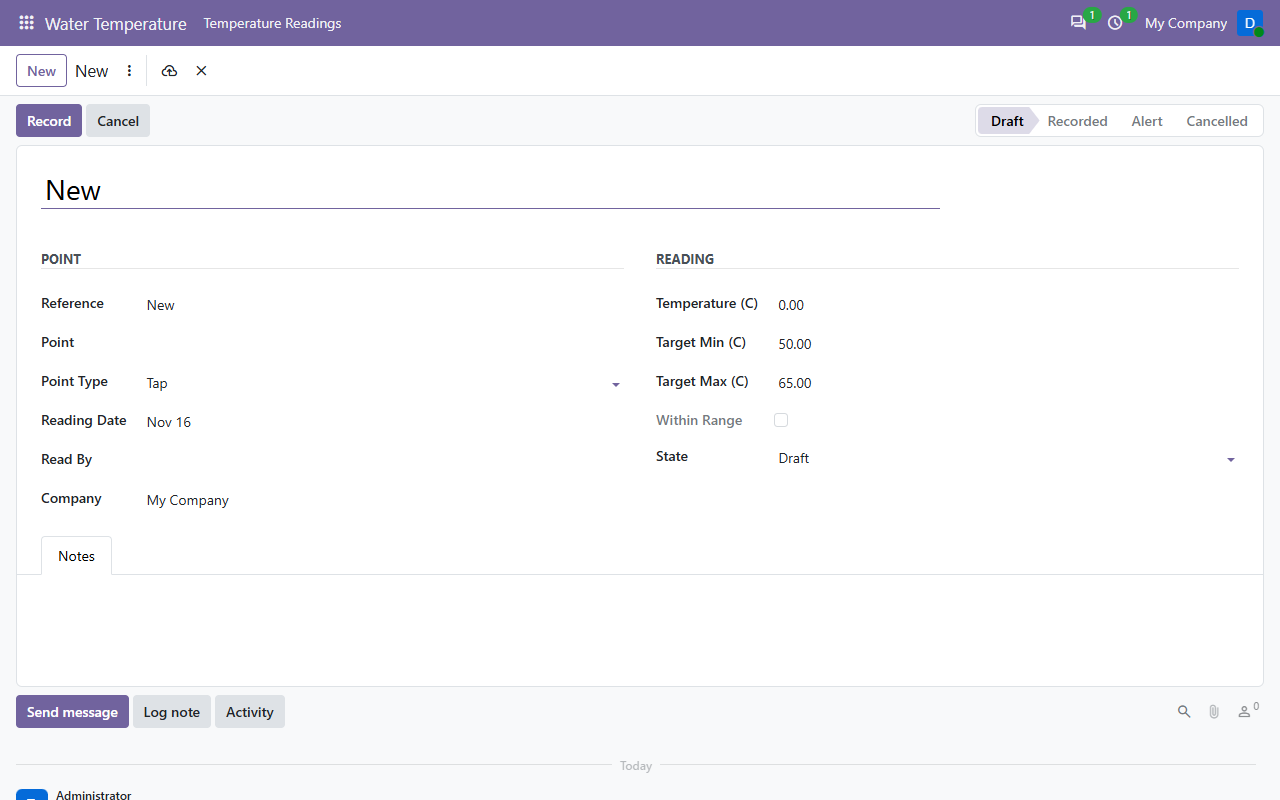 Water Temperature Temperature Readings 1 1 My Company D
New New
Record Cancel Draft Recorded Alert Cancelled
New
POINT READING
Reference New Temperature (C) 0.00
Point Target Min (C) 50.00
Point Type Tap Target Max (C) 65.00
Reading Date Nov 16 Within Range
Read By State Draft
Company My Company
Notes
Send message Log note Activity 0
Today
Administrator